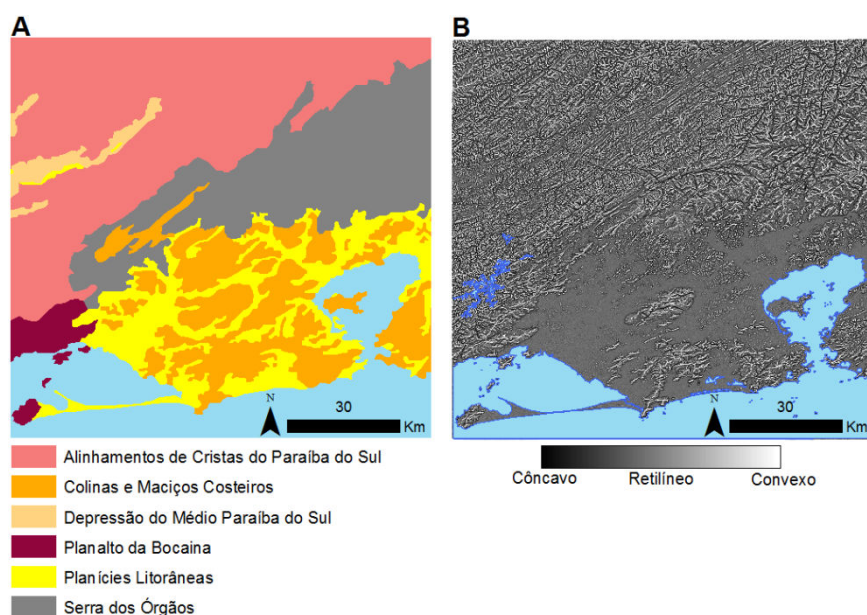 A
B
N
30
Km
N
30
Km
Alinhamentos de Cristas do Paraíba do Sul
Colinas e Maciços Costeiros
Depressão do Médio Paraíba do Sul
Planalto da Bocaina
Planícies Litorâneas
Serra dos Órgãos
Côncavo Retilíneo Convexo